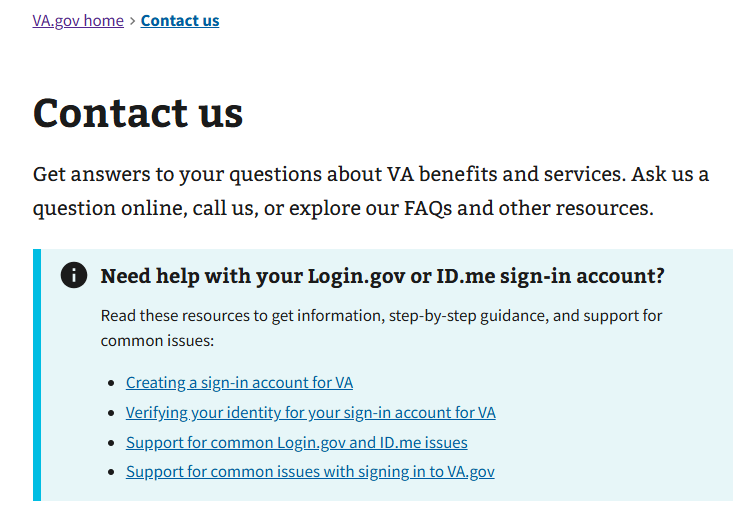 VA.gov home > Contact us
Contact us
Get answers to your questions about VA benefits and services. Ask us a
question online, call us, or explore our FAQs and other resources.
Need help with your Login.gov or ID.me sign-in account?
Read these resources to get information, step-by-step guidance, and support for
common issues:
• Creating a sign-in account for VA
• Verifying your identity for your sign-in account for VA
• Support for common Login.gov and ID.me issues
• Support for common issues with signing in to VA.gov